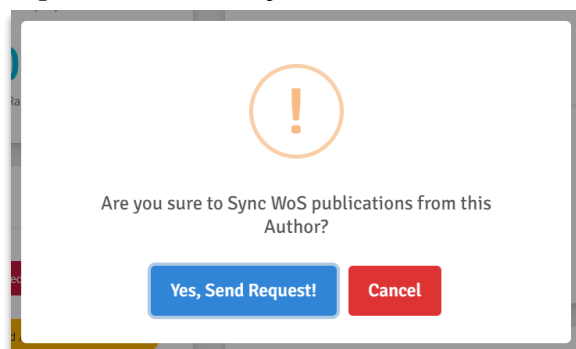 Are you sure to Sync WoS publications from this
Author?
Yes, Send Request!
Cancel